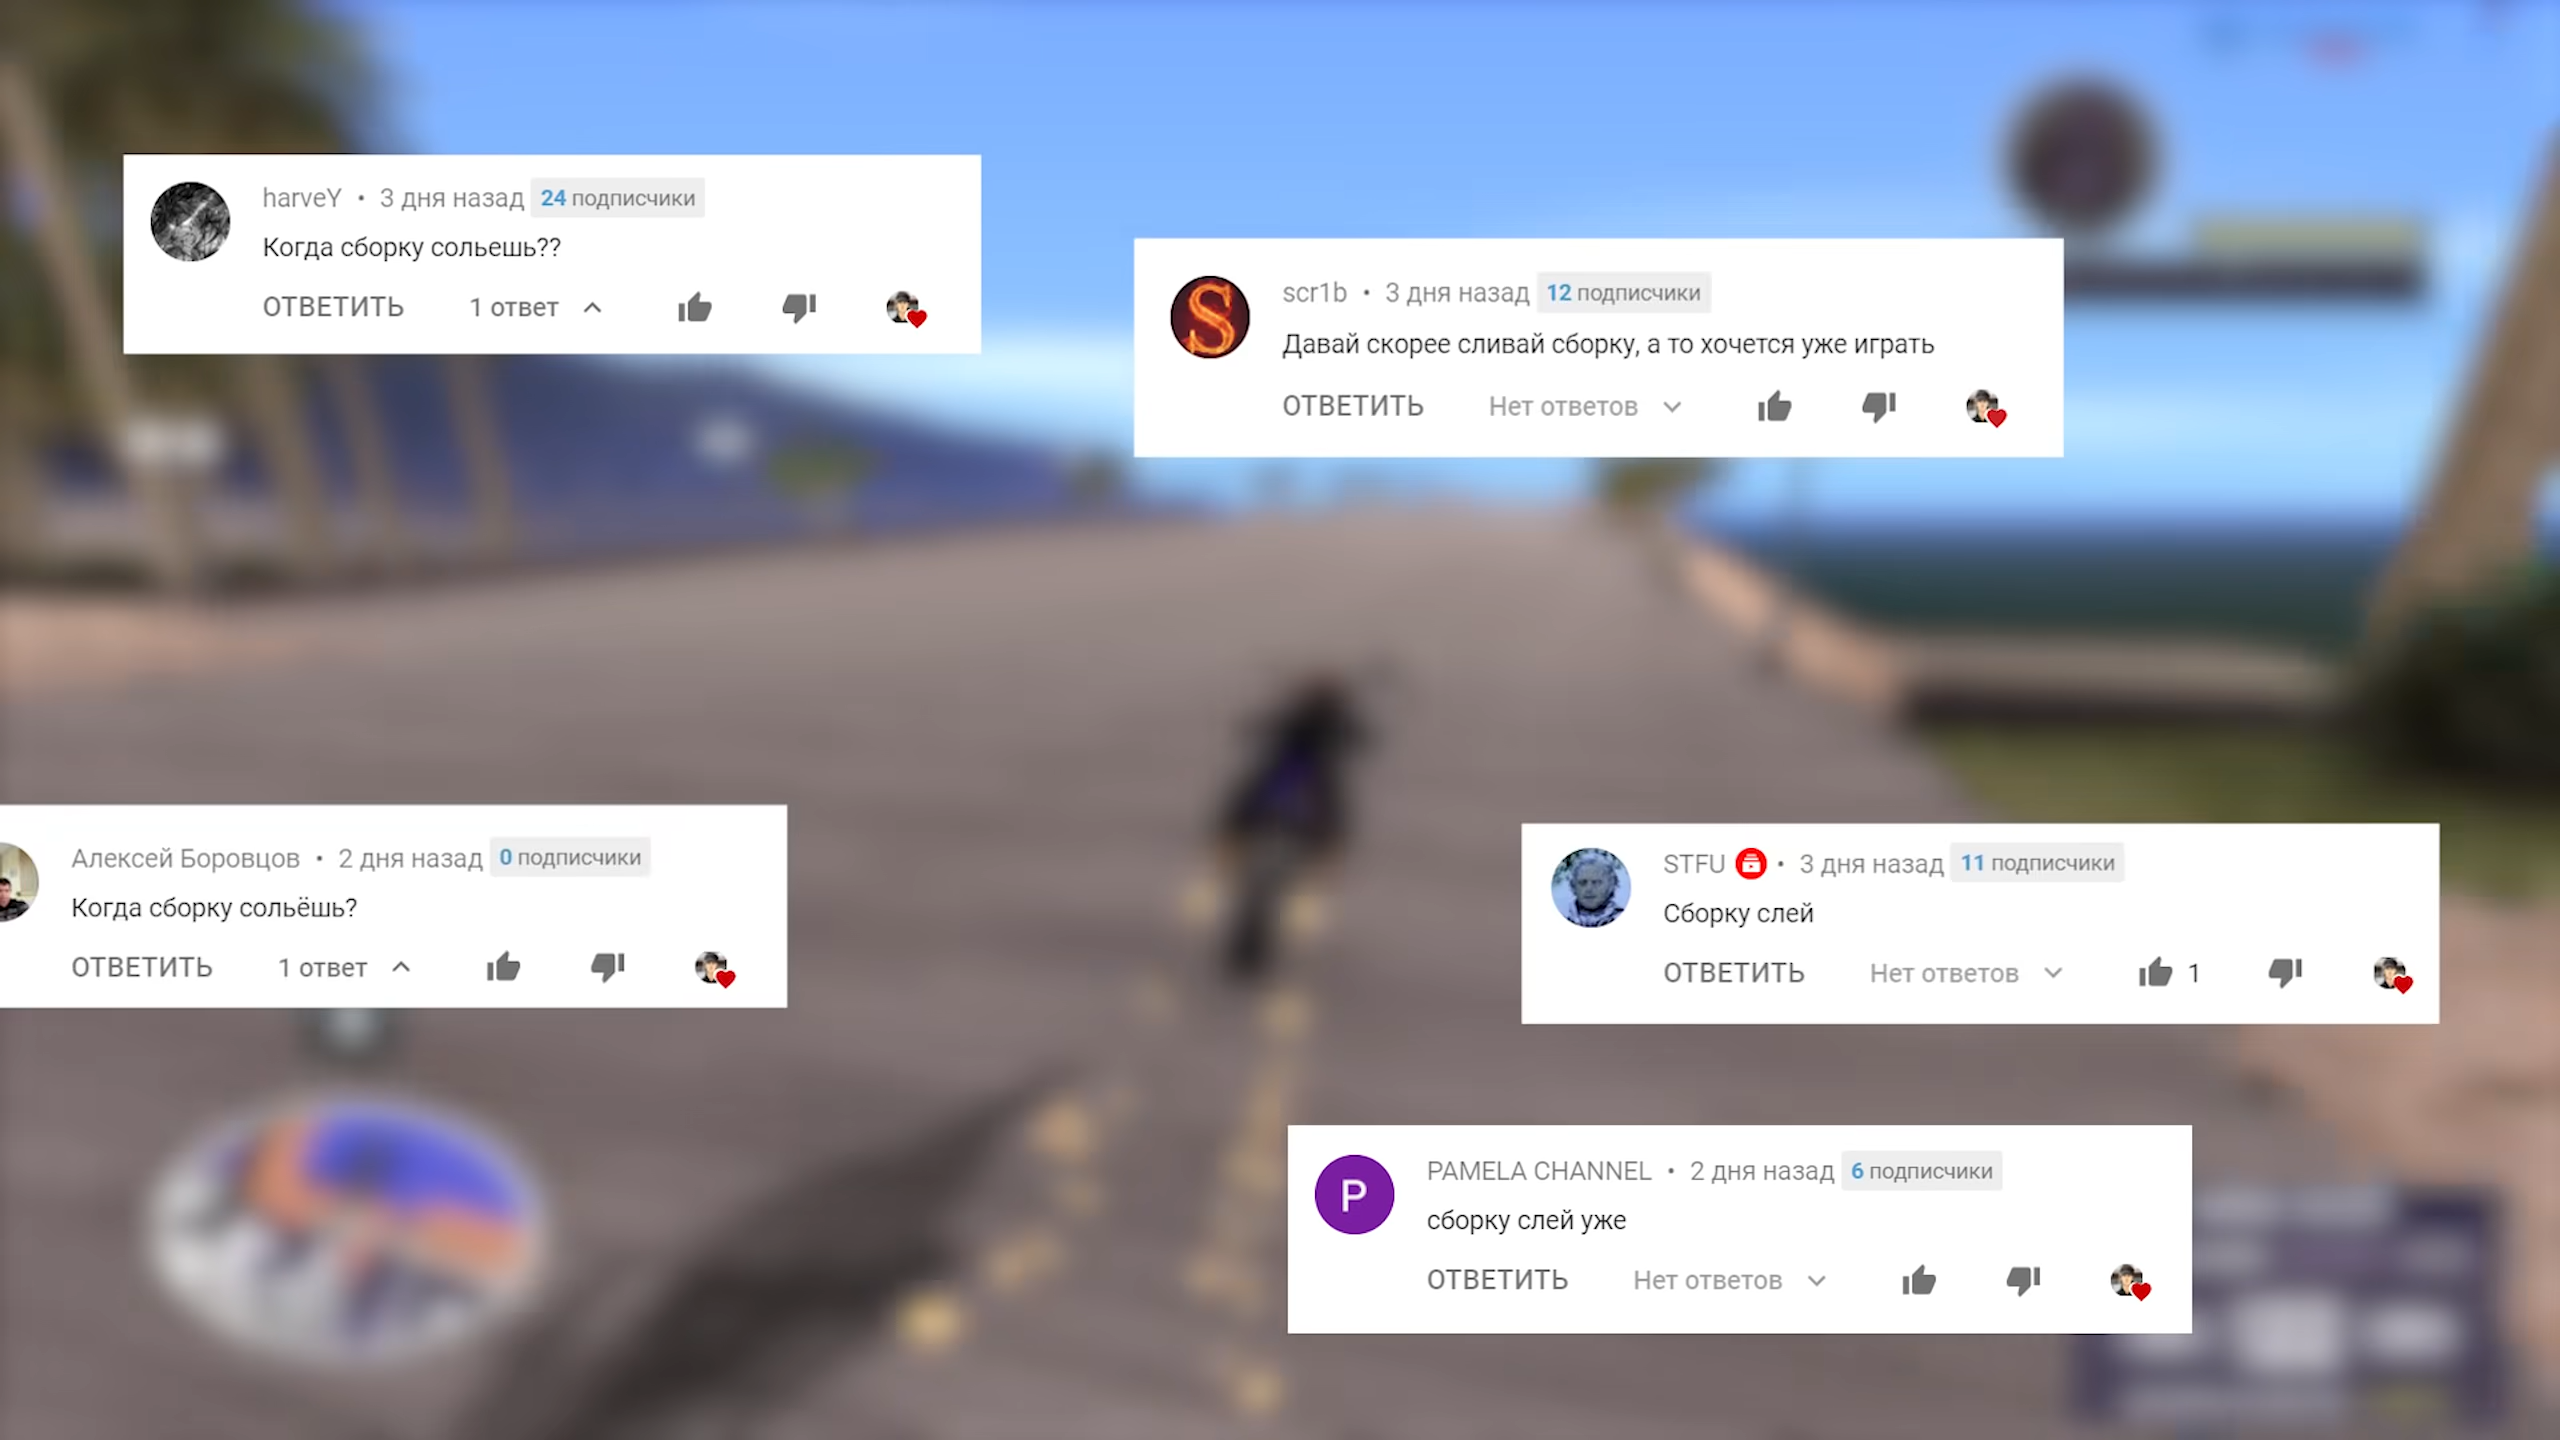 harveY • 3 дня назад 24 подписчики
Когда сборку сольешь??
ОТВЕТИТЬ 1 ответ
S
scr1b • 3 дня назад 12 подписчики
Давай скорее сливай сборку, а то хочется уже играть
ОТВЕТИТЬ Нет ответов
Алексей Боровцов • 2 дня назад 0 подписчики
Когда сборку сольёшь?
ОТВЕТИТЬ 1 ответ
STFU • 3 дня назад 11 подписчики
Сборку слей
ОТВЕТИТЬ Нет ответов 1
P
PAMELA CHANNEL • 2 дня назад 6 подписчики
сборку слей уже
ОТВЕТИТЬ Нет ответов